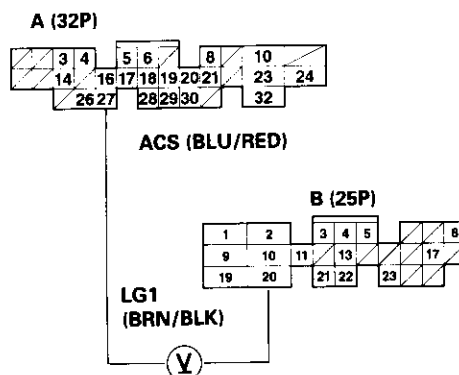 A (32P)
3 4 5 6 8 10
14 16 17 18 19 20 21 23 24
26 27 28 29 30 32
ACS (BLU/RED)
B (25P)
1 2 3 4 5 8
9 10 11 13 17
19 20 21 22 23
LG1
(BRN/BLK)
V